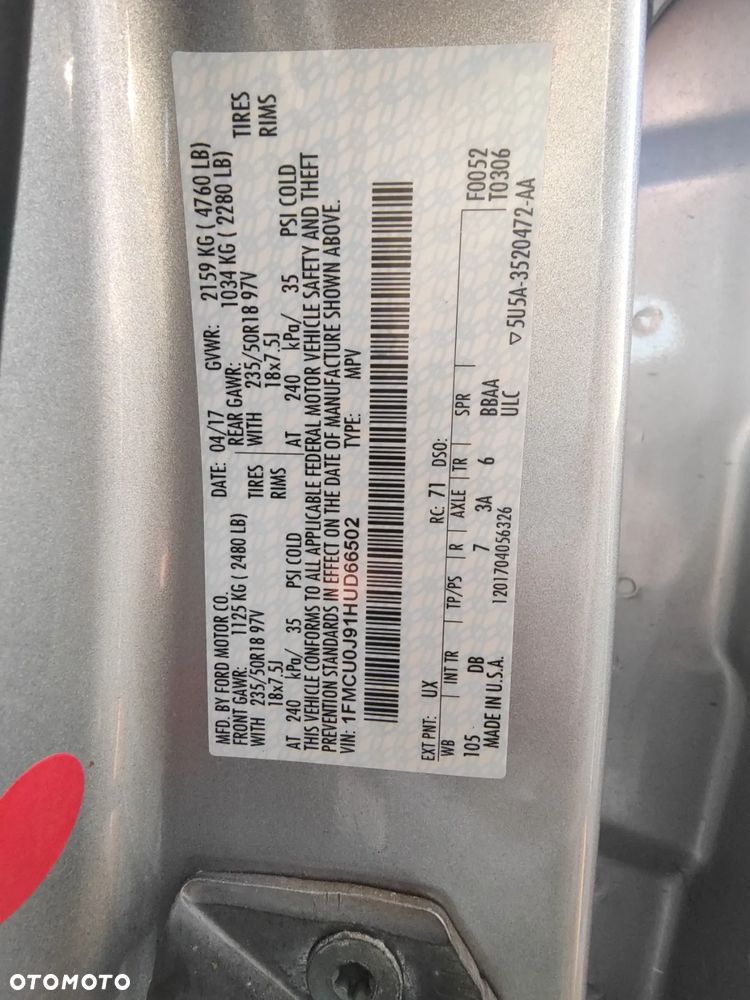 MFD. BY FORD MOTOR CO.
DATE: 04/17 GVWR: 2159 KG ( 4760 LB)
FRONT GAWR: 1125 KG ( 2480 LB)
REAR GAWR: 1034 KG ( 2280 LB)
WITH 235/50R18 97V TIRES
WITH 235/50R18 97V TIRES
18x7.5J RIMS
18x7.5J RIMS
AT 240 kPa/ 35 PSI COLD
AT 240 kPa/ 35 PSI COLD
THIS VEHICLE CONFORMS TO ALL APPLICABLE FEDERAL MOTOR VEHICLE SAFETY AND THEFT
PREVENTION STANDARDS IN EFFECT ON THE DATE OF MANUFACTURE SHOWN ABOVE.
VIN: 1FMCU0J91HUD66502 TYPE: MPV
F0052
T0306
EXT PNT: UX RC: 71 DSO:
WB INT TR TP/PS R AXLE TR SPR
105 DB 7 3A 6 BBAA
MADE IN U.S.A. 1201704056326 ULC
▽5U5A-3520472-AA
OTOMOTO